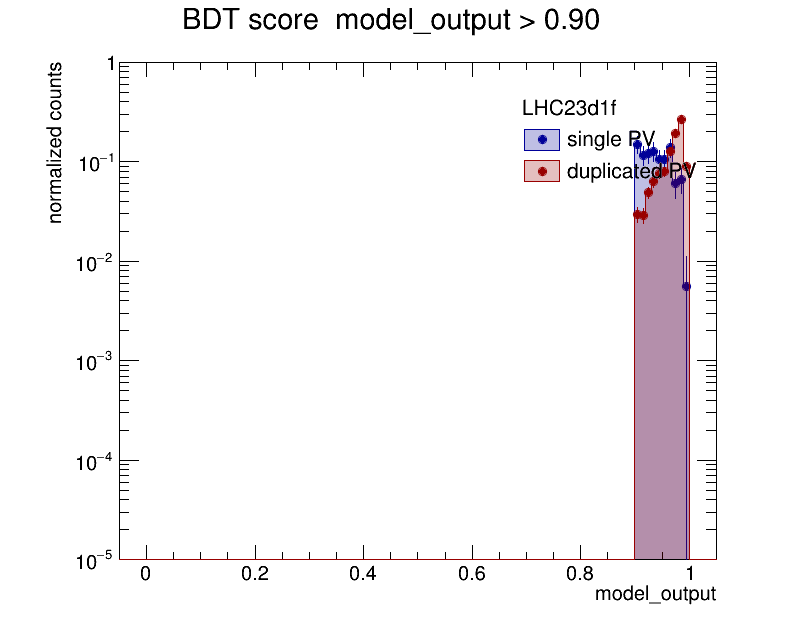 BDT score model_output > 0.90
normalized counts
1
10⁻¹
10⁻²
10⁻³
10⁻⁴
10⁻⁵
LHC23d1f
single PV
duplicated PV
0 0.2 0.4 0.6 0.8 1
model_output